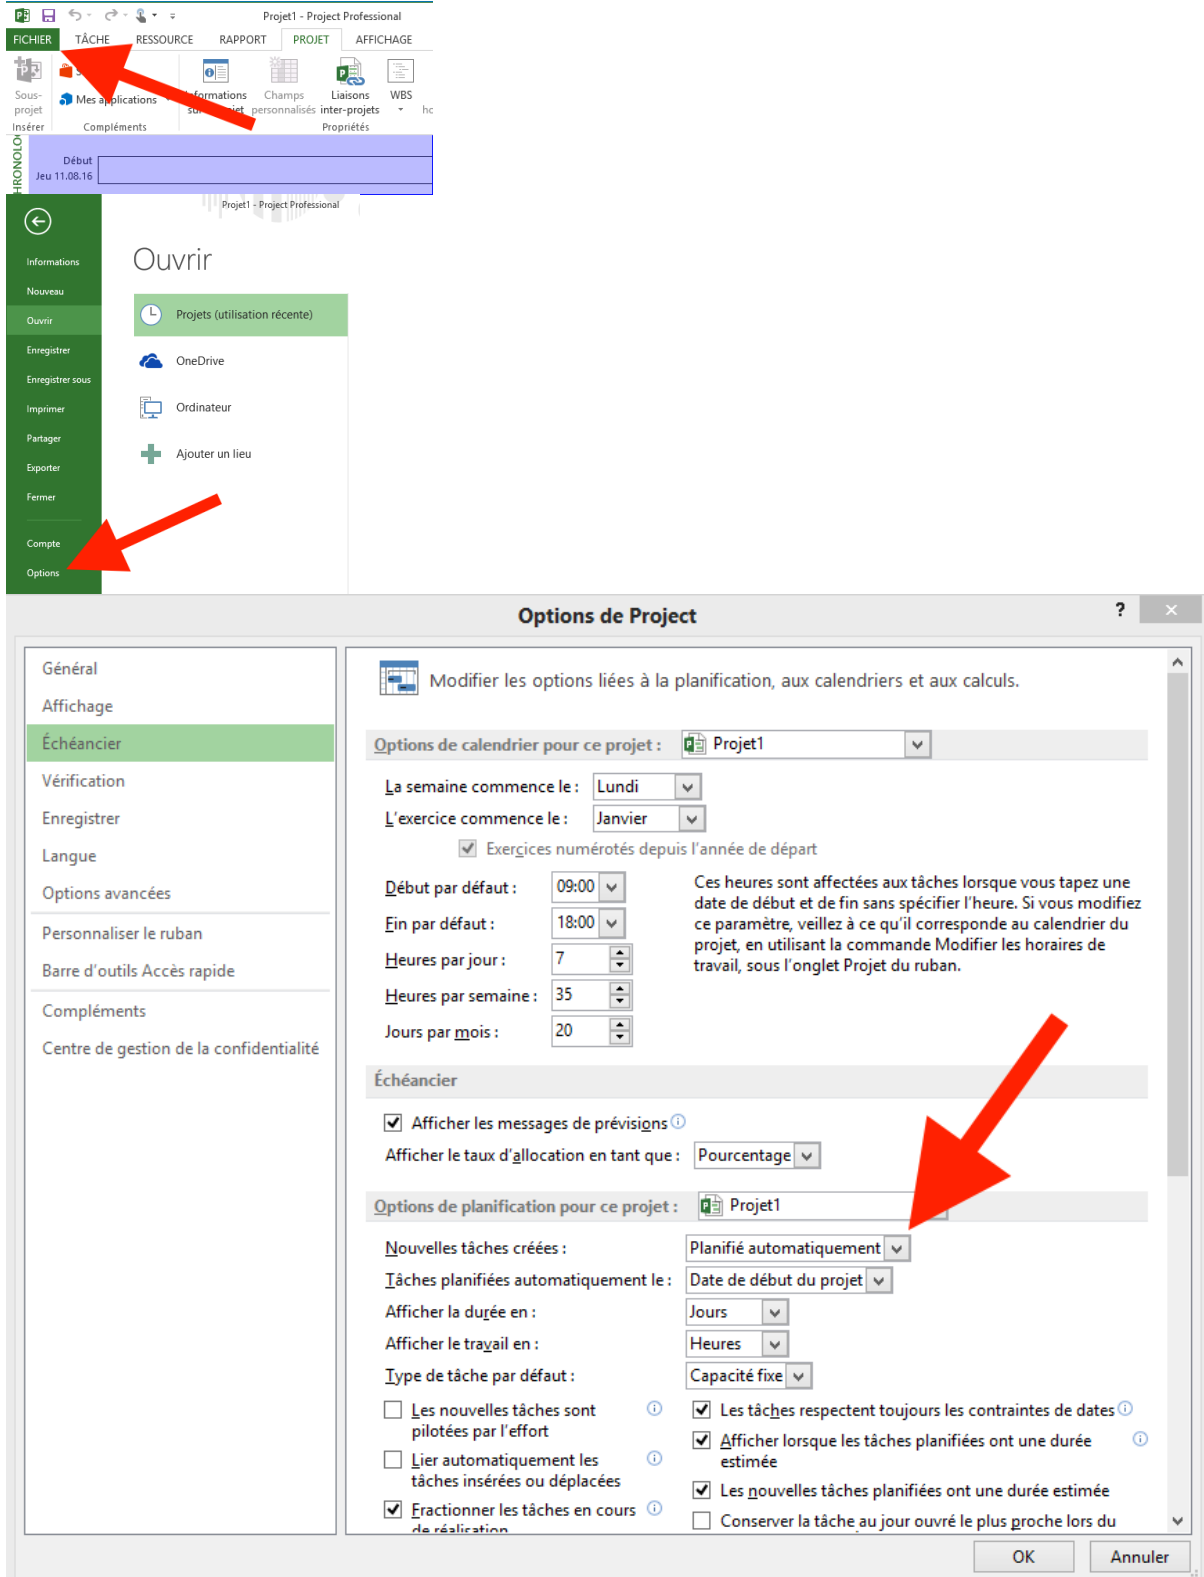 Projet1 - Project Professional
FICHIER TÂCHE RESSOURCE RAPPORT PROJET AFFICHAGE
Sous-projet
Mes applications
Informations
Champs personnalisés
Liaisons inter-projets
WBS
Insérer Compléments Propriétés
Début
Jeu 11.08.16
Projet1 - Project Professional
Informations
Nouveau
Ouvrir
Enregistrer
Enregistrer sous
Imprimer
Partager
Exporter
Fermer
Compte
Options
Ouvrir
Projets (utilisation récente)
OneDrive
Ordinateur
Ajouter un lieu
Options de Project
?
Général
Affichage
Échéancier
Vérification
Enregistrer
Langue
Options avancées
Personnaliser le ruban
Barre d'outils Accès rapide
Compléments
Centre de gestion de la confidentialité
Modifier les options liées à la planification, aux calendriers et aux calculs.
Options de calendrier pour ce projet : Projet1
La semaine commence le : Lundi
L'exercice commence le : Janvier
Exercices numérotés depuis l'année de départ
Début par défaut : 09:00
Fin par défaut : 18:00
Heures par jour : 7
Heures par semaine : 35
Jours par mois : 20
Ces heures sont affectées aux tâches lorsque vous tapez une
date de début et de fin sans spécifier l'heure. Si vous modifiez
ce paramètre, veillez à ce qu'il corresponde au calendrier du
projet, en utilisant la commande Modifier les horaires de
travail, sous l'onglet Projet du ruban.
Échéancier
Afficher les messages de prévisions
Afficher le taux d'allocation en tant que : Pourcentage
Options de planification pour ce projet : Projet1
Nouvelles tâches créées : Planifié automatiquement
Tâches planifiées automatiquement le : Date de début du projet
Afficher la durée en : Jours
Afficher le travail en : Heures
Type de tâche par défaut : Capacité fixe
Les nouvelles tâches sont
pilotées par l'effort
Lier automatiquement les
tâches insérées ou déplacées
Fractionner les tâches en cours
de réalisation
Les tâches respectent toujours les contraintes de dates
Afficher lorsque les tâches planifiées ont une durée
estimée
Les nouvelles tâches planifiées ont une durée estimée
Conserver la tâche au jour ouvré le plus proche lors du
OK Annuler